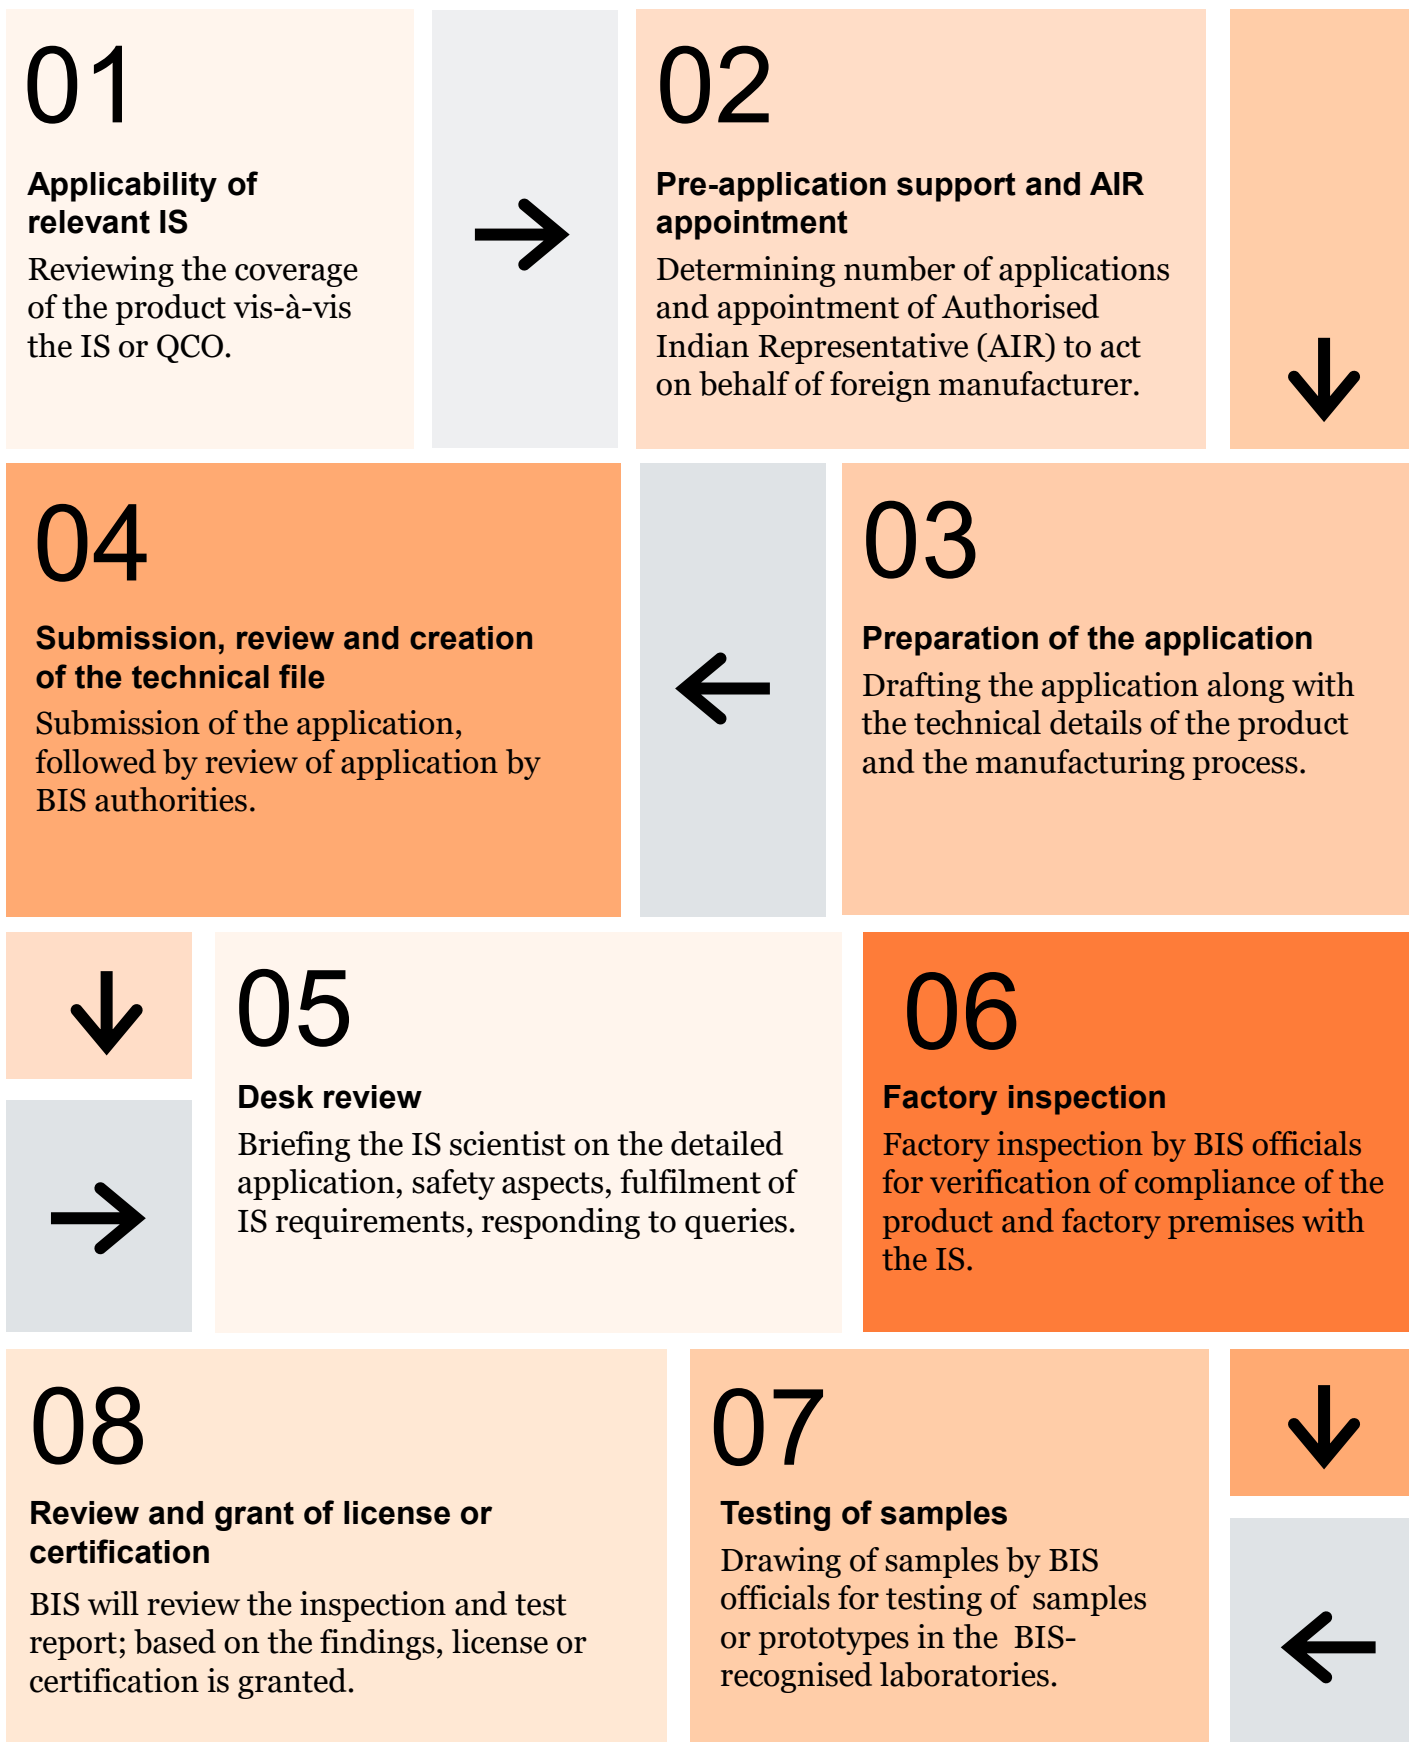 01
Applicability of
relevant IS
Reviewing the coverage
of the product vis-à-vis
the IS or QCO.
02
Pre-application support and AIR
appointment
Determining number of applications
and appointment of Authorised
Indian Representative (AIR) to act
on behalf of foreign manufacturer.
03
Preparation of the application
Drafting the application along with
the technical details of the product
and the manufacturing process.
04
Submission, review and creation
of the technical file
Submission of the application,
followed by review of application by
BIS authorities.
05
Desk review
Briefing the IS scientist on the detailed
application, safety aspects, fulfilment of
IS requirements, responding to queries.
06
Factory inspection
Factory inspection by BIS officials
for verification of compliance of the
product and factory premises with
the IS.
07
Testing of samples
Drawing of samples by BIS
officials for testing of  samples
or prototypes in the  BIS-
recognised laboratories.
08
Review and grant of license or
certification
BIS will review the inspection and test
report; based on the findings, license or
certification is granted.